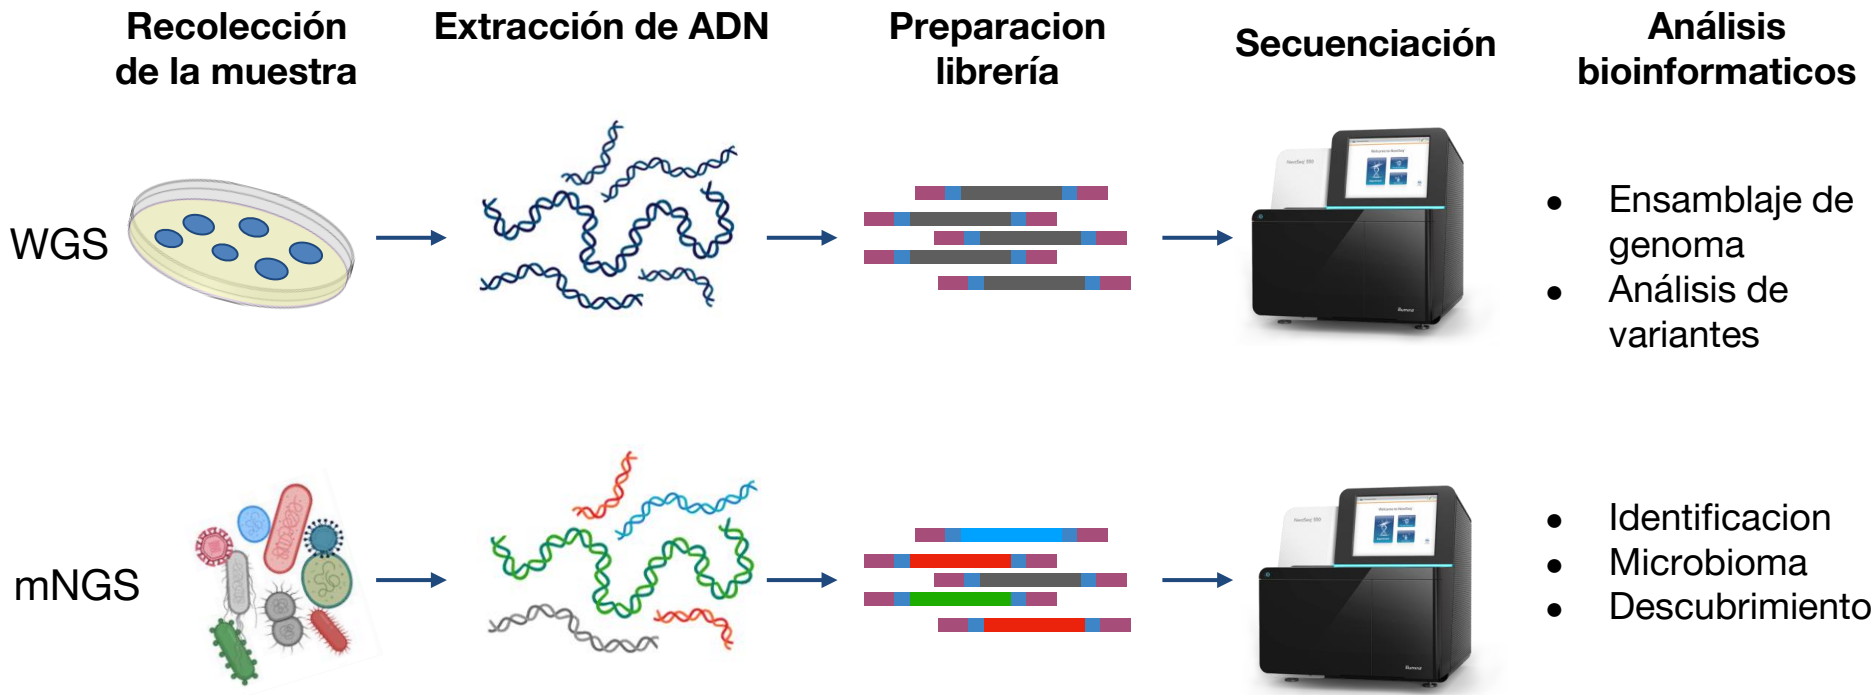 Recolección
de la muestra
Extracción de ADN
Preparacion
librería
Secuenciación
Análisis
bioinformaticos
WGS
● Ensamblaje de
genoma
● Análisis de
variantes
mNGS
● Identificacion
● Microbioma
● Descubrimiento